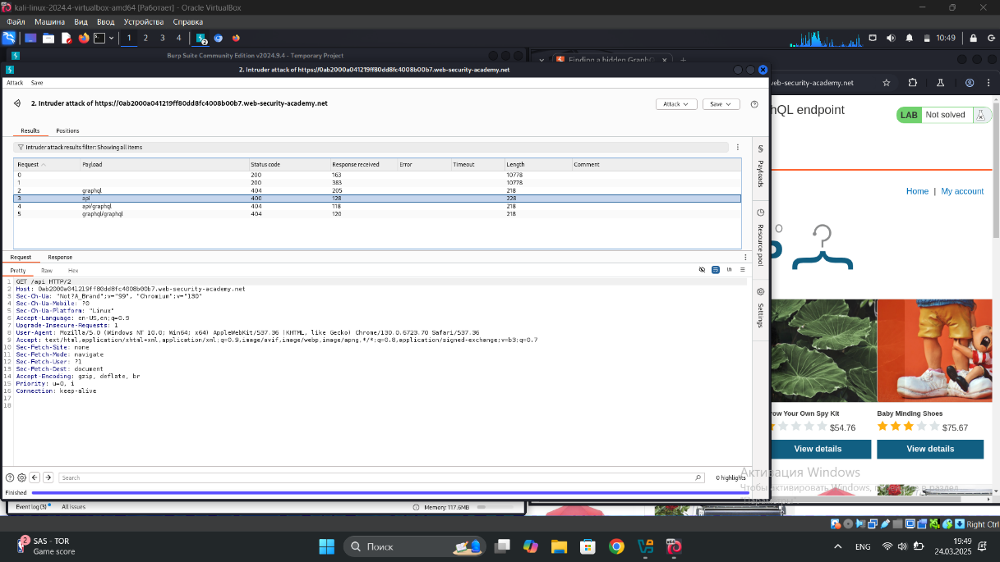 kali-linux-2024.4-virtualbox-amd64 [Работает] - Oracle VirtualBox
Файл Машина Вид Ввод Устройства Справка
1 2 3 4 2 10:49
Burp Suite Community Edition v2024.9.4 - Temporary Project
2. Intruder attack of https://0ab2000a041219ff80dd8fc4008b00b7.web-security-academy.net
Attack Save
2. Intruder attack of https://0ab2000a041219ff80dd8fc4008b00b7.web-security-academy.net
Attack Save
Results Positions
Intruder attack results filter: Showing all items
Request Payload Status code Response received Error Timeout Length Comment
0 200 163 10778
1 200 383 10778
2 graphql 404 205 218
3 api 400 128 228
4 api/graphql 404 118 218
5 graphql/graphql 404 120 218
Payloads
Resource pool
Settings
Request Response
Pretty Raw Hex
1 GET /api HTTP/2
2 Host: 0ab2000a041219ff80dd8fc4008b00b7.web-security-academy.net
3 Sec-Ch-Ua: "Not?A_Brand";v="99", "Chromium";v="130"
4 Sec-Ch-Ua-Mobile: ?0
5 Sec-Ch-Ua-Platform: "Linux"
6 Accept-Language: en-US,en;q=0.9
7 Upgrade-Insecure-Requests: 1
8 User-Agent: Mozilla/5.0 (Windows NT 10.0; Win64; x64) AppleWebKit/537.36 (KHTML, like Gecko) Chrome/130.0.6723.70 Safari/537.36
9 Accept: text/html,application/xhtml+xml,application/xml;q=0.9,image/avif,image/webp,image/apng,*/*;q=0.8,application/signed-exchange;v=b3;q=0.7
10 Sec-Fetch-Site: none
11 Sec-Fetch-Mode: navigate
12 Sec-Fetch-User: ?1
13 Sec-Fetch-Dest: document
14 Accept-Encoding: gzip, deflate, br
15 Priority: u=0, i
16 Connection: keep-alive
17
18
Search 0 highlights
Finished
Event log (3) All issues Memory: 117.6MB
Finding a hidden GraphQ
web-security-academy.net
hQL endpoint
LAB Not solved
Home | My account
row Your Own Spy Kit
$54.76
View details
Baby Minding Shoes
$75.67
View details
Активация Windows
Чтобы активировать Windows, в раздел
Right Ctrl
2 SAS - TOR
Game score
Поиск
ENG
19:49
24.03.2025